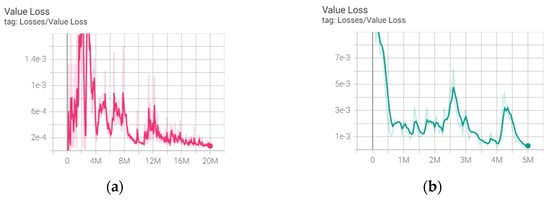 Value Loss
tag: Losses/Value Loss
1.4e-3
1e-3
6e-4
2e-4
0 4M 8M 12M 16M 20M
(a)
Value Loss
tag: Losses/Value Loss
7e-3
5e-3
3e-3
1e-3
0 1M 2M 3M 4M 5M
(b)